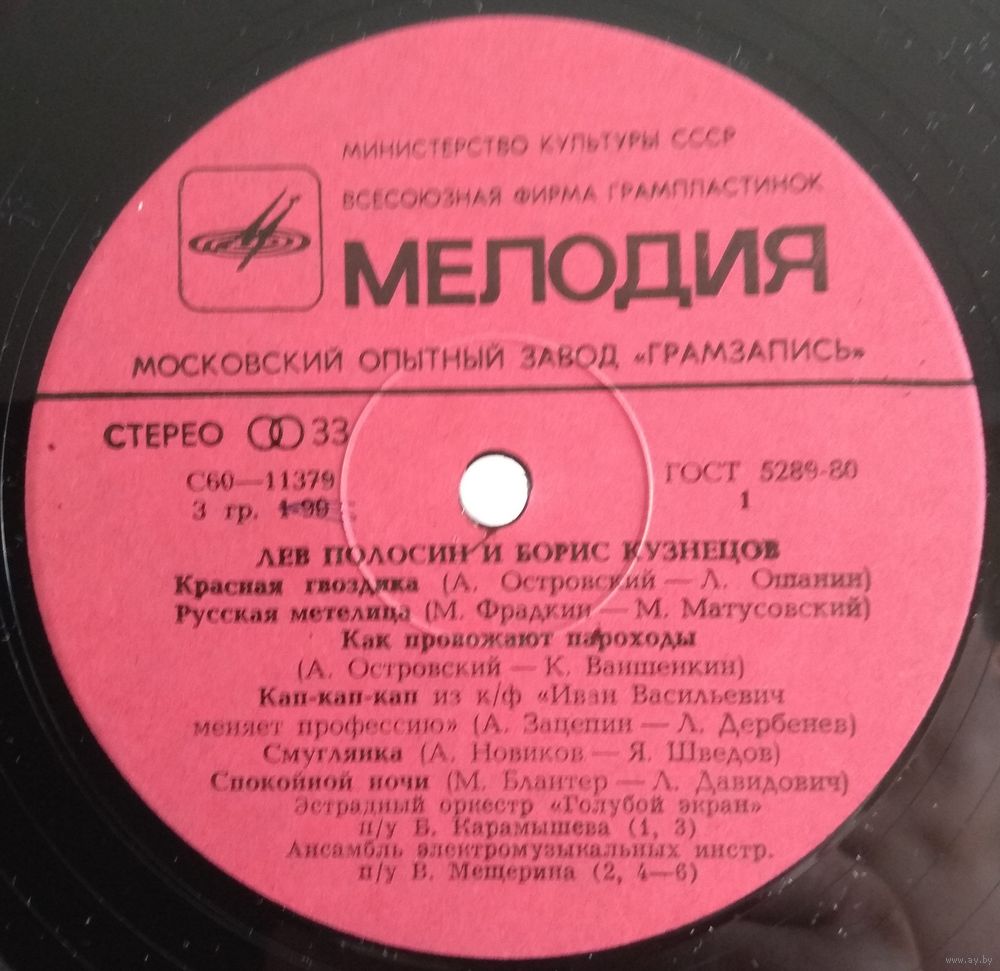 МИНИСТЕРСТВО КУЛЬТУРЫ СССР
ВСЕСОЮЗНАЯ ФИРМА ГРАМПЛАСТИНОК
МЕЛОДИЯ
МОСКОВСКИЙ ОПЫТНЫЙ ЗАВОД «ГРАМЗАПИСЬ»
СТЕРЕО 33
С60—11379
ГОСТ 5289-80
3 гр. 1-90
1
ЛЕВ ПОЛОСИН И БОРИС КУЗНЕЦОВ
Красная гвоздика (А. Островский — Л. Ошанин)
Русская метелица (М. Фрадкин — М. Матусовский)
Как провожают пароходы
(А. Островский — К. Ваншенкин)
Кап-кап-кап из к/ф «Иван Васильевич
меняет профессию» (А. Зацепин — Л. Дербенев)
Смуглянка (А. Новиков — Я. Шведов)
Спокойной ночи (М. Блантер — Л. Давидович)
Эстрадный оркестр «Голубой экран»
п/у Б. Карамышева (1, 3)
Ансамбль электромузыкальных инстр.
п/у В. Мещерина (2, 4—6)
www.ay.by